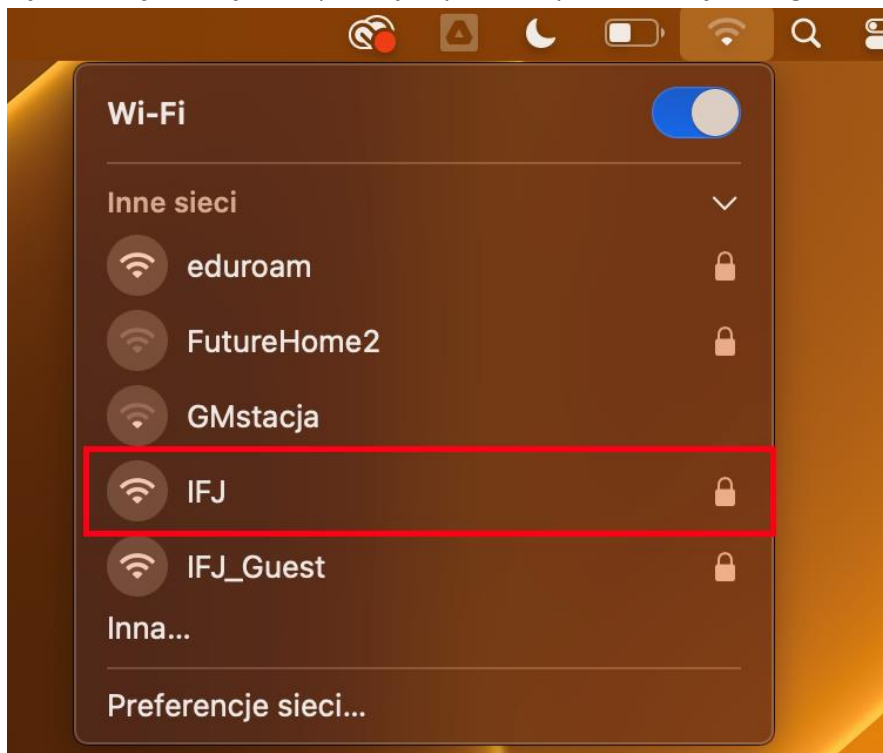 Wi-Fi
Inne sieci
eduroam
FutureHome2
GMstacja
IFJ
IFJ_Guest
Inna...
Preferencje sieci...